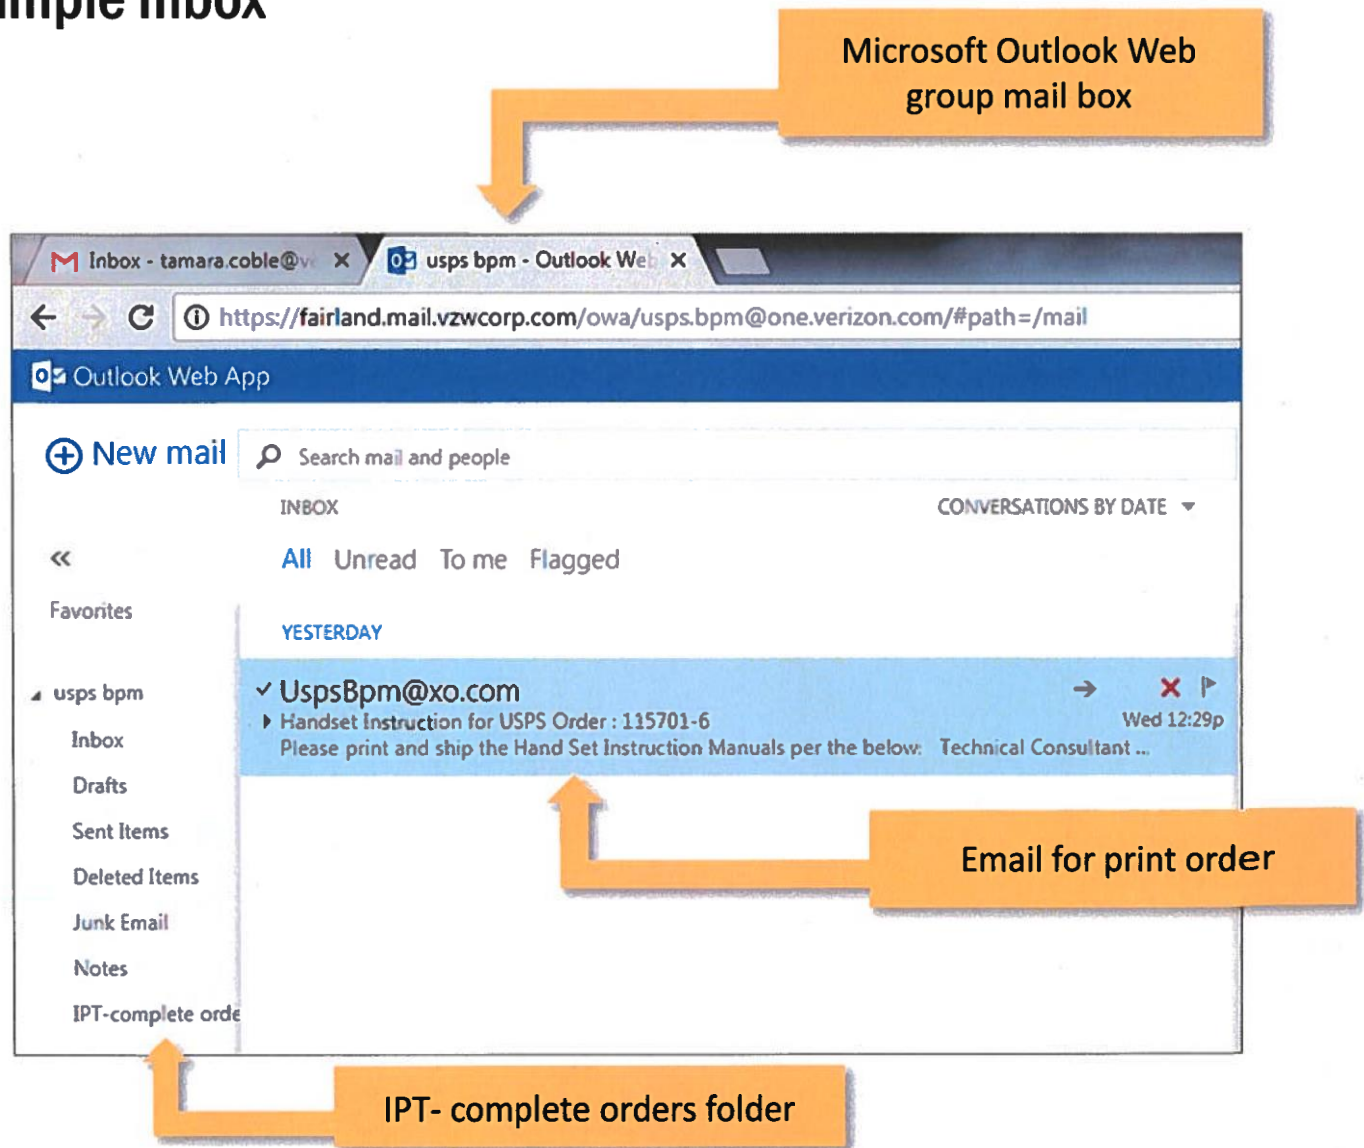 Inbox
Microsoft Outlook Web
group mail box
Inbox - tamara.coble@v
usps bpm - Outlook Web
https://fairland.mail.vzwcorp.com/owa/usps.bpm@one.verizon.com/#path=/mail
Outlook Web App
New mail
Search mail and people
INBOX
CONVERSATIONS BY DATE
«
All Unread To me Flagged
Favorites
YESTERDAY
usps bpm
UspsBpm@xo.com
Handset Instruction for USPS Order : 115701-6
Wed 12:29p
Please print and ship the Hand Set Instruction Manuals per the below: Technical Consultant ...
Inbox
Drafts
Sent Items
Deleted Items
Junk Email
Notes
IPT-complete orde
Email for print order
IPT- complete orders folder